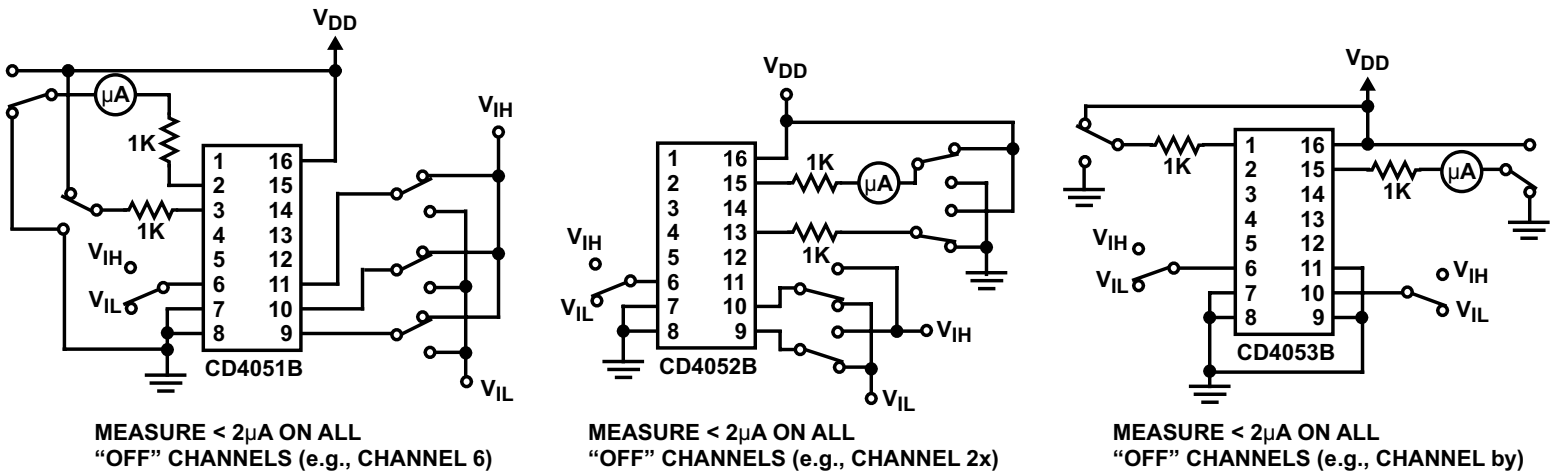 VDD
µA
1K
1K
1 16
2 15
3 14
4 13
5 12
6 11
7 10
8 9
CD4051B
VIH
VIL
VIH
VIL
MEASURE < 2µA ON ALL
“OFF” CHANNELS (e.g., CHANNEL 6)
VDD
1K
µA
1K
1 16
2 15
3 14
4 13
5 12
6 11
7 10
8 9
CD4052B
VIH
VIL
VIH
VIL
MEASURE < 2µA ON ALL
“OFF” CHANNELS (e.g., CHANNEL 2x)
VDD
1K
1K
µA
1 16
2 15
3 14
4 13
5 12
6 11
7 10
8 9
CD4053B
VIH
VIL
VIH
VIL
MEASURE < 2µA ON ALL
“OFF” CHANNELS (e.g., CHANNEL by)